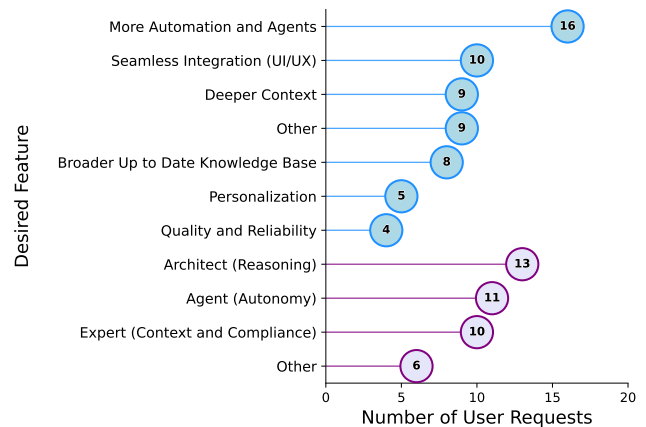 More Automation and Agents 16
Seamless Integration (UI/UX) 10
Deeper Context 9
Other 9
Broader Up to Date Knowledge Base 8
Personalization 5
Quality and Reliability 4
Architect (Reasoning) 13
Agent (Autonomy) 11
Expert (Context and Compliance) 10
Other 6
Desired Feature
0 5 10 15 20
Number of User Requests